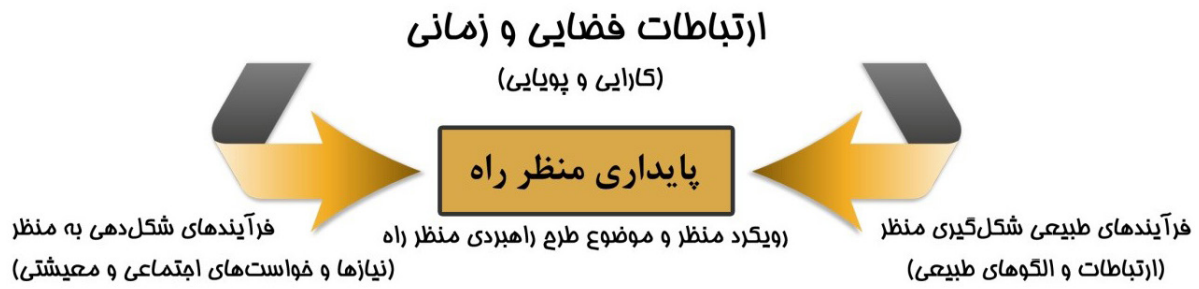 ارتباطات فضایی و زمانی
(کارایی و پویایی)
پایداری منظر راه
رویکرد منظر و موضوع طرح راهبردی منظر راه
فرآیندهای طبیعی شکل‌گیری منظر
(ارتباطات و الگوهای طبیعی)
فرآیندهای شکل‌دهی به منظر
(نیازها و خواست‌های اجتماعی و معیشتی)